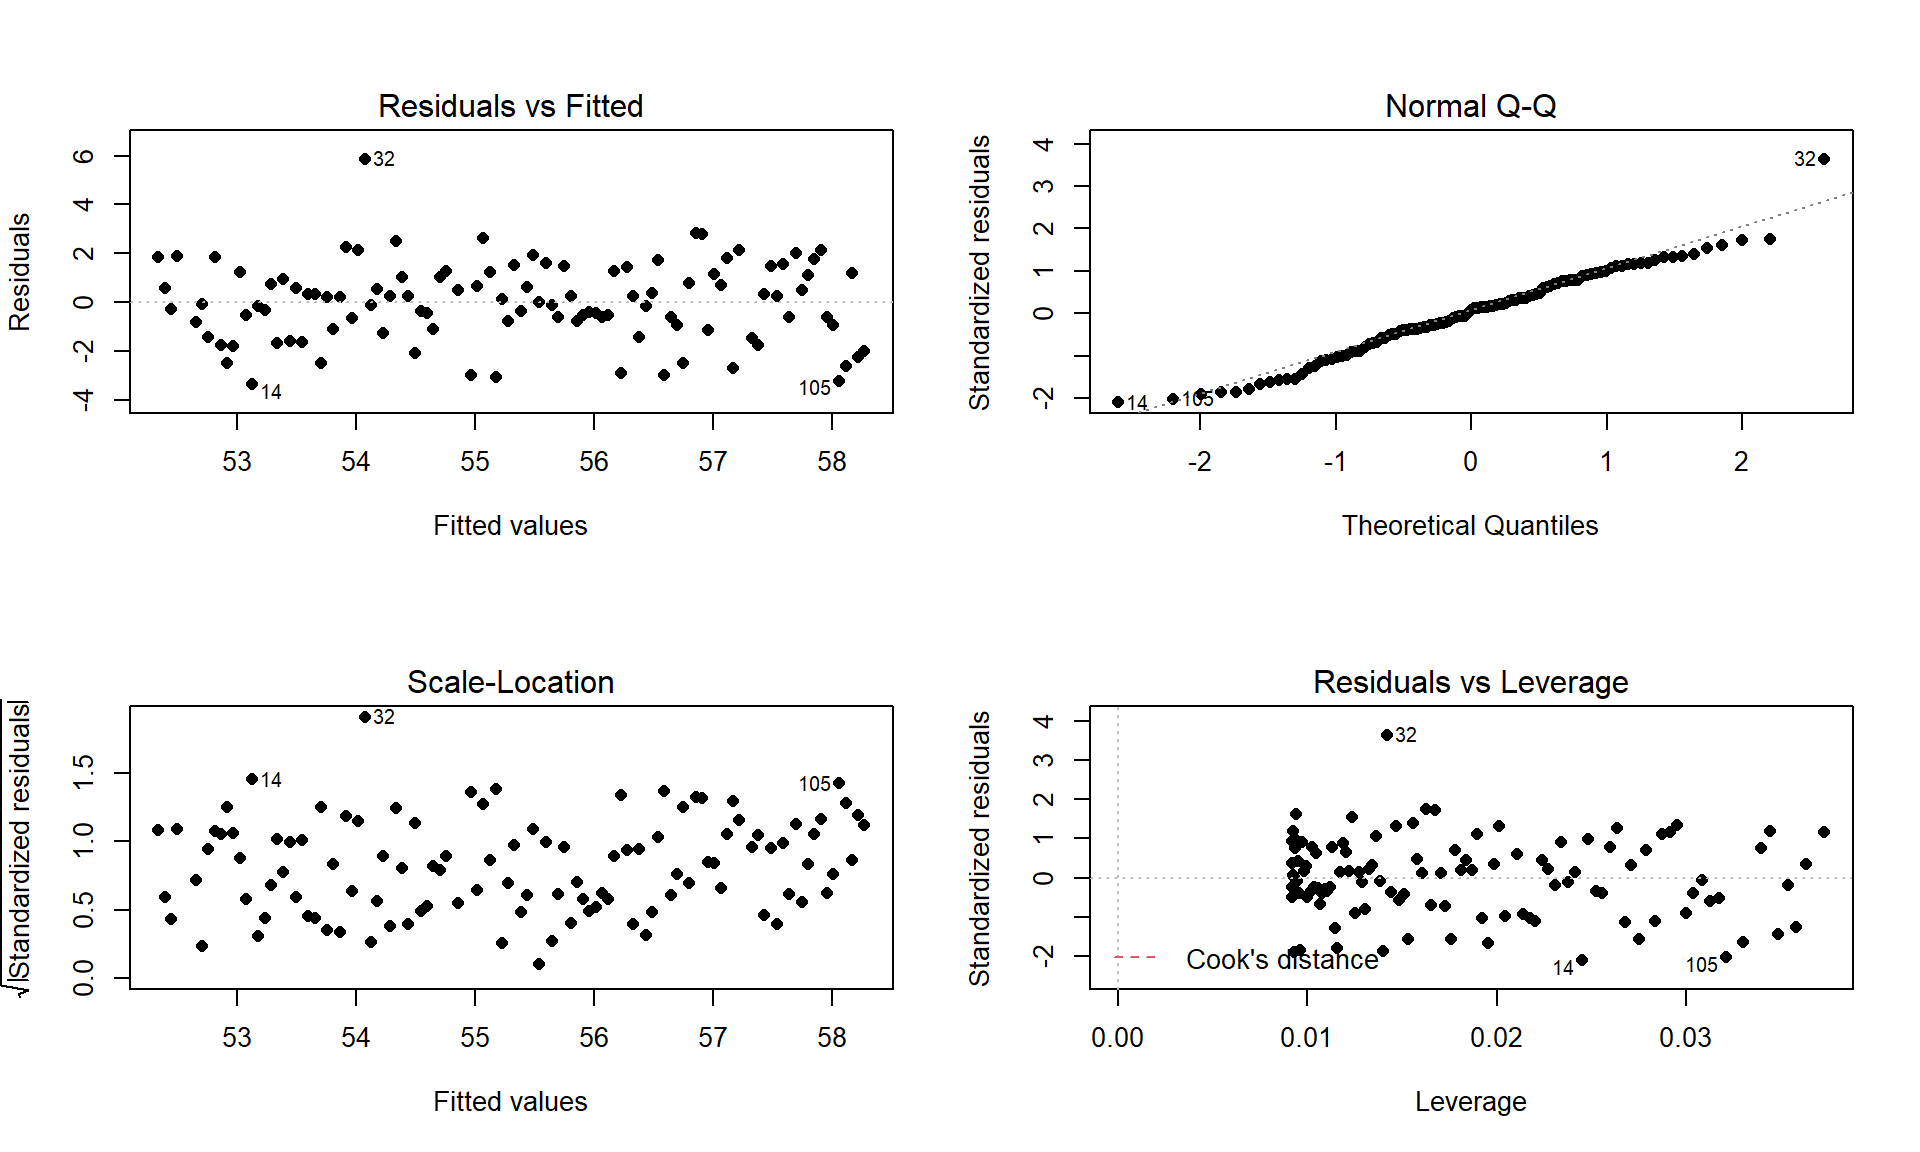 Residuals vs Fitted
Residuals
6
4
2
0
-2
-4
32
14
105
53 54 55 56 57 58
Fitted values
Normal Q-Q
Standardized residuals
4
3
2
1
0
-2
32
14
105
-2 -1 0 1 2
Theoretical Quantiles
Scale-Location
√|Standardized residuals|
1.5
1.0
0.5
0.0
32
14
105
53 54 55 56 57 58
Fitted values
Residuals vs Leverage
Standardized residuals
4
3
2
1
0
-2
32
Cook's distance
14
105
0.00 0.01 0.02 0.03
Leverage